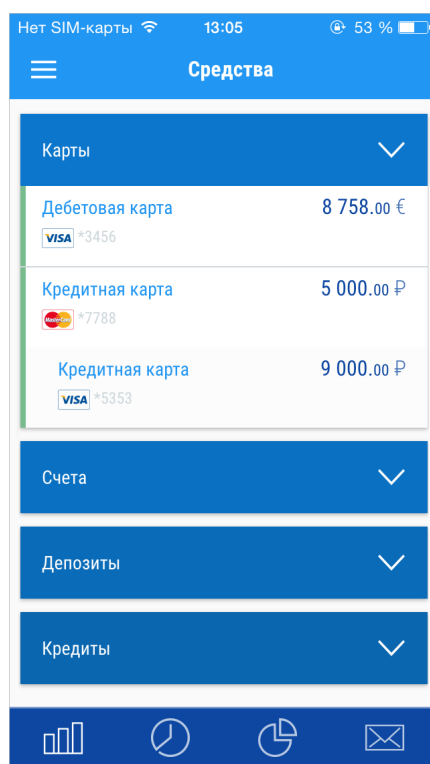 Нет SIM-карты 13:05 53 %
Средства
Карты
Дебетовая карта 8 758.00 €
VISA *3456
Кредитная карта 5 000.00 ₽
MasterCard *7788
Кредитная карта 9 000.00 ₽
VISA *5353
Счета
Депозиты
Кредиты